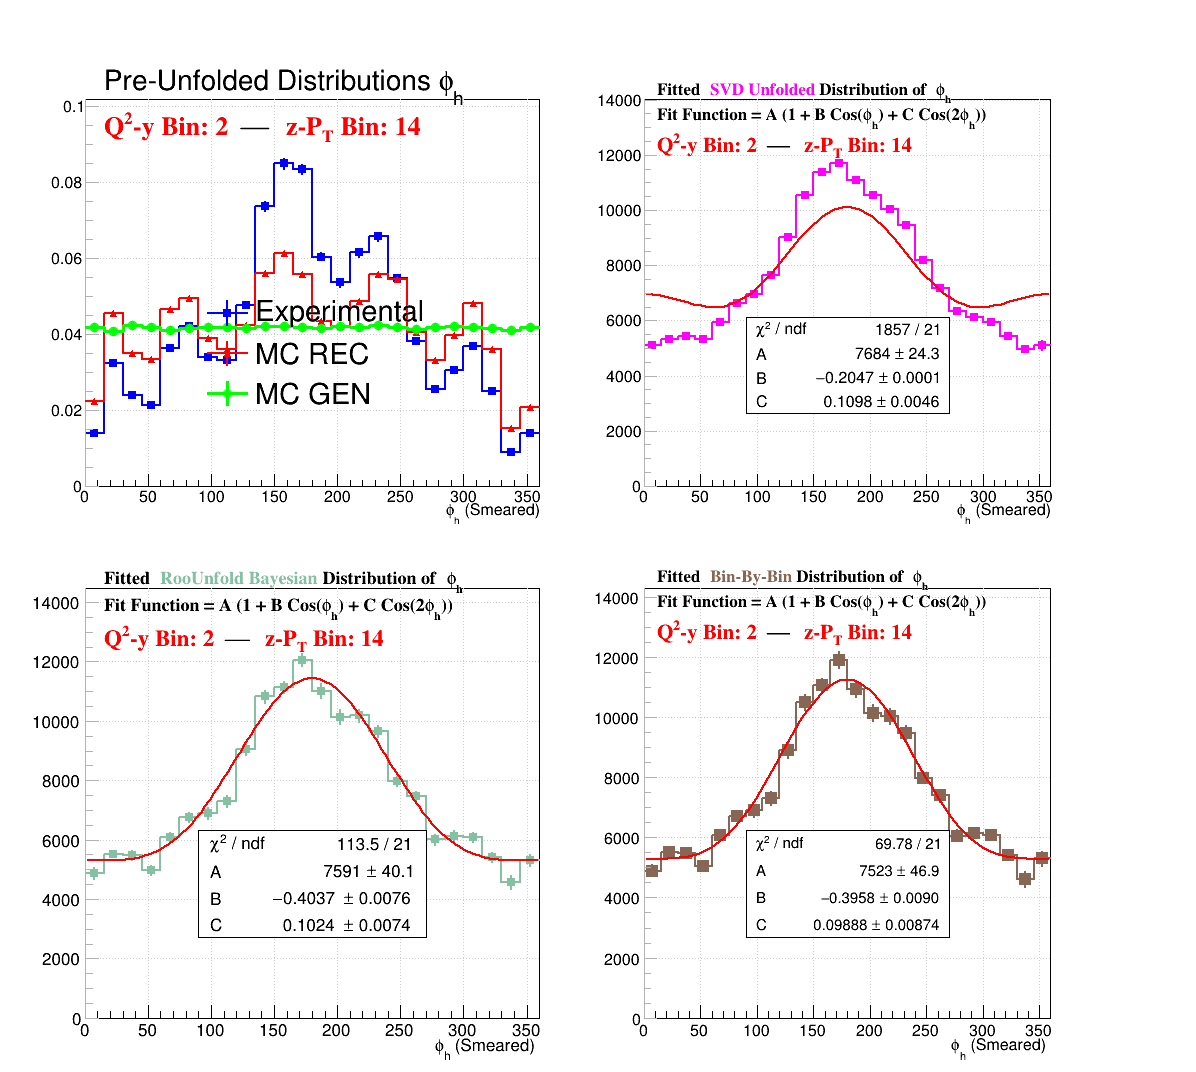 Pre-Unfolded Distributions ϕh
Q²-y Bin: 2 — z-PT Bin: 14
0.1
0.08
0.06
0.04
0.02
0
Experimental
MC REC
MC GEN
0 50 100 150 200 250 300 350
ϕh (Smeared)
Fitted SVD Unfolded Distribution of ϕh
Fit Function = A (1 + B Cos(ϕh) + C Cos(2ϕh))
Q²-y Bin: 2 — z-PT Bin: 14
14000
12000
10000
8000
6000
4000
2000
0
χ² / ndf 1857 / 21
A 7684 ± 24.3
B −0.2047 ± 0.0001
C 0.1098 ± 0.0046
0 50 100 150 200 250 300 350
ϕh (Smeared)
Fitted RooUnfold Bayesian Distribution of ϕh
Fit Function = A (1 + B Cos(ϕh) + C Cos(2ϕh))
Q²-y Bin: 2 — z-PT Bin: 14
14000
12000
10000
8000
6000
4000
2000
0
χ² / ndf 113.5 / 21
A 7591 ± 40.1
B −0.4037 ± 0.0076
C 0.1024 ± 0.0074
0 50 100 150 200 250 300 350
ϕh (Smeared)
Fitted Bin-By-Bin Distribution of ϕh
Fit Function = A (1 + B Cos(ϕh) + C Cos(2ϕh))
Q²-y Bin: 2 — z-PT Bin: 14
14000
12000
10000
8000
6000
4000
2000
0
χ² / ndf 69.78 / 21
A 7523 ± 46.9
B −0.3958 ± 0.0090
C 0.09888 ± 0.00874
0 50 100 150 200 250 300 350
ϕh (Smeared)